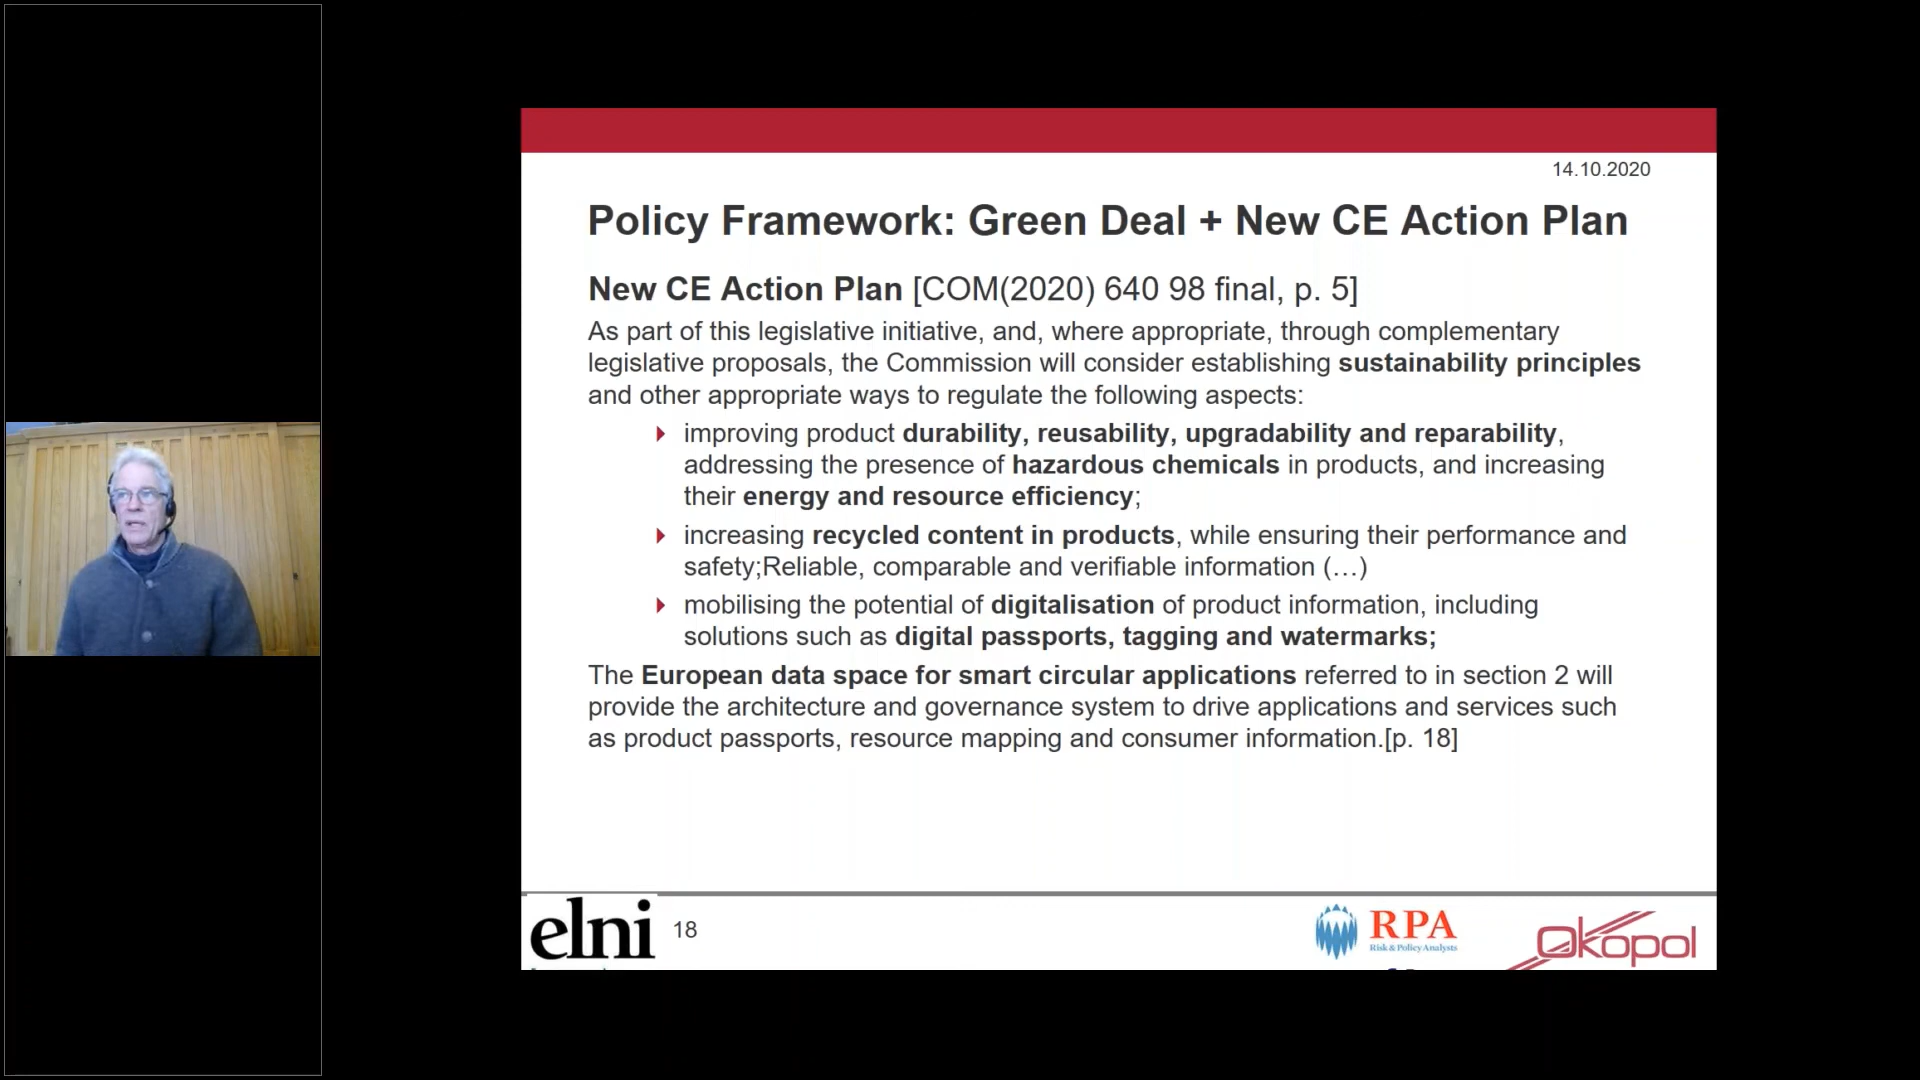 14.10.2020
Policy Framework: Green Deal + New CE Action Plan
New CE Action Plan [COM(2020) 640 98 final, p. 5]
As part of this legislative initiative, and, where appropriate, through complementary
legislative proposals, the Commission will consider establishing sustainability principles
and other appropriate ways to regulate the following aspects:
improving product durability, reusability, upgradability and reparability,
addressing the presence of hazardous chemicals in products, and increasing
their energy and resource efficiency;
increasing recycled content in products, while ensuring their performance and
safety;Reliable, comparable and verifiable information (…)
mobilising the potential of digitalisation of product information, including
solutions such as digital passports, tagging and watermarks;
The European data space for smart circular applications referred to in section 2 will
provide the architecture and governance system to drive applications and services such
as product passports, resource mapping and consumer information.[p. 18]
elni
18
RPA
Risk & Policy Analysts
Økopol